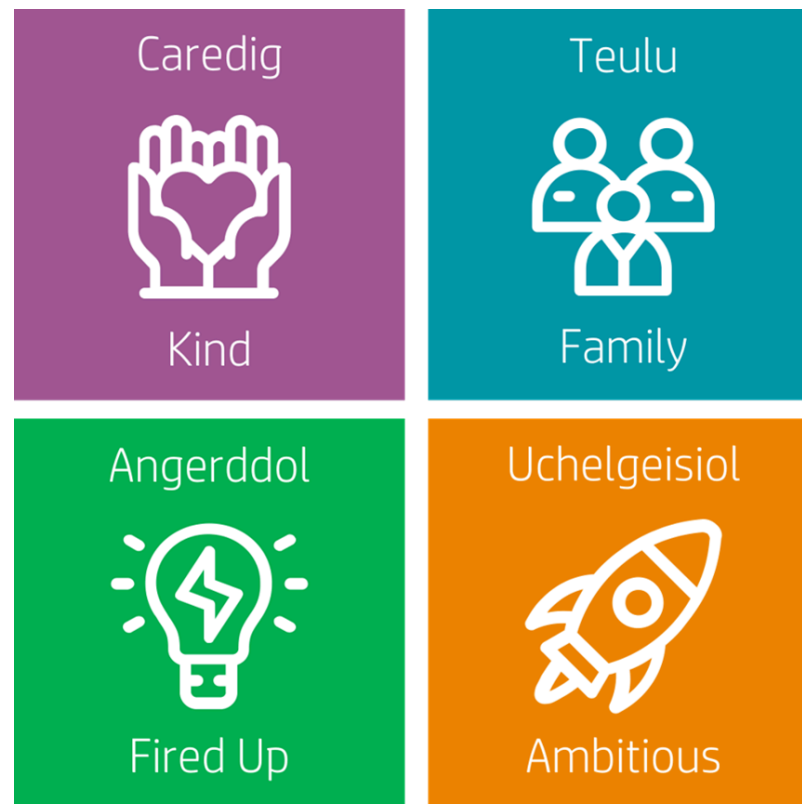 Caredig
Kind
Teulu
Family
Angerddol
Fired Up
Uchelgeisiol
Ambitious